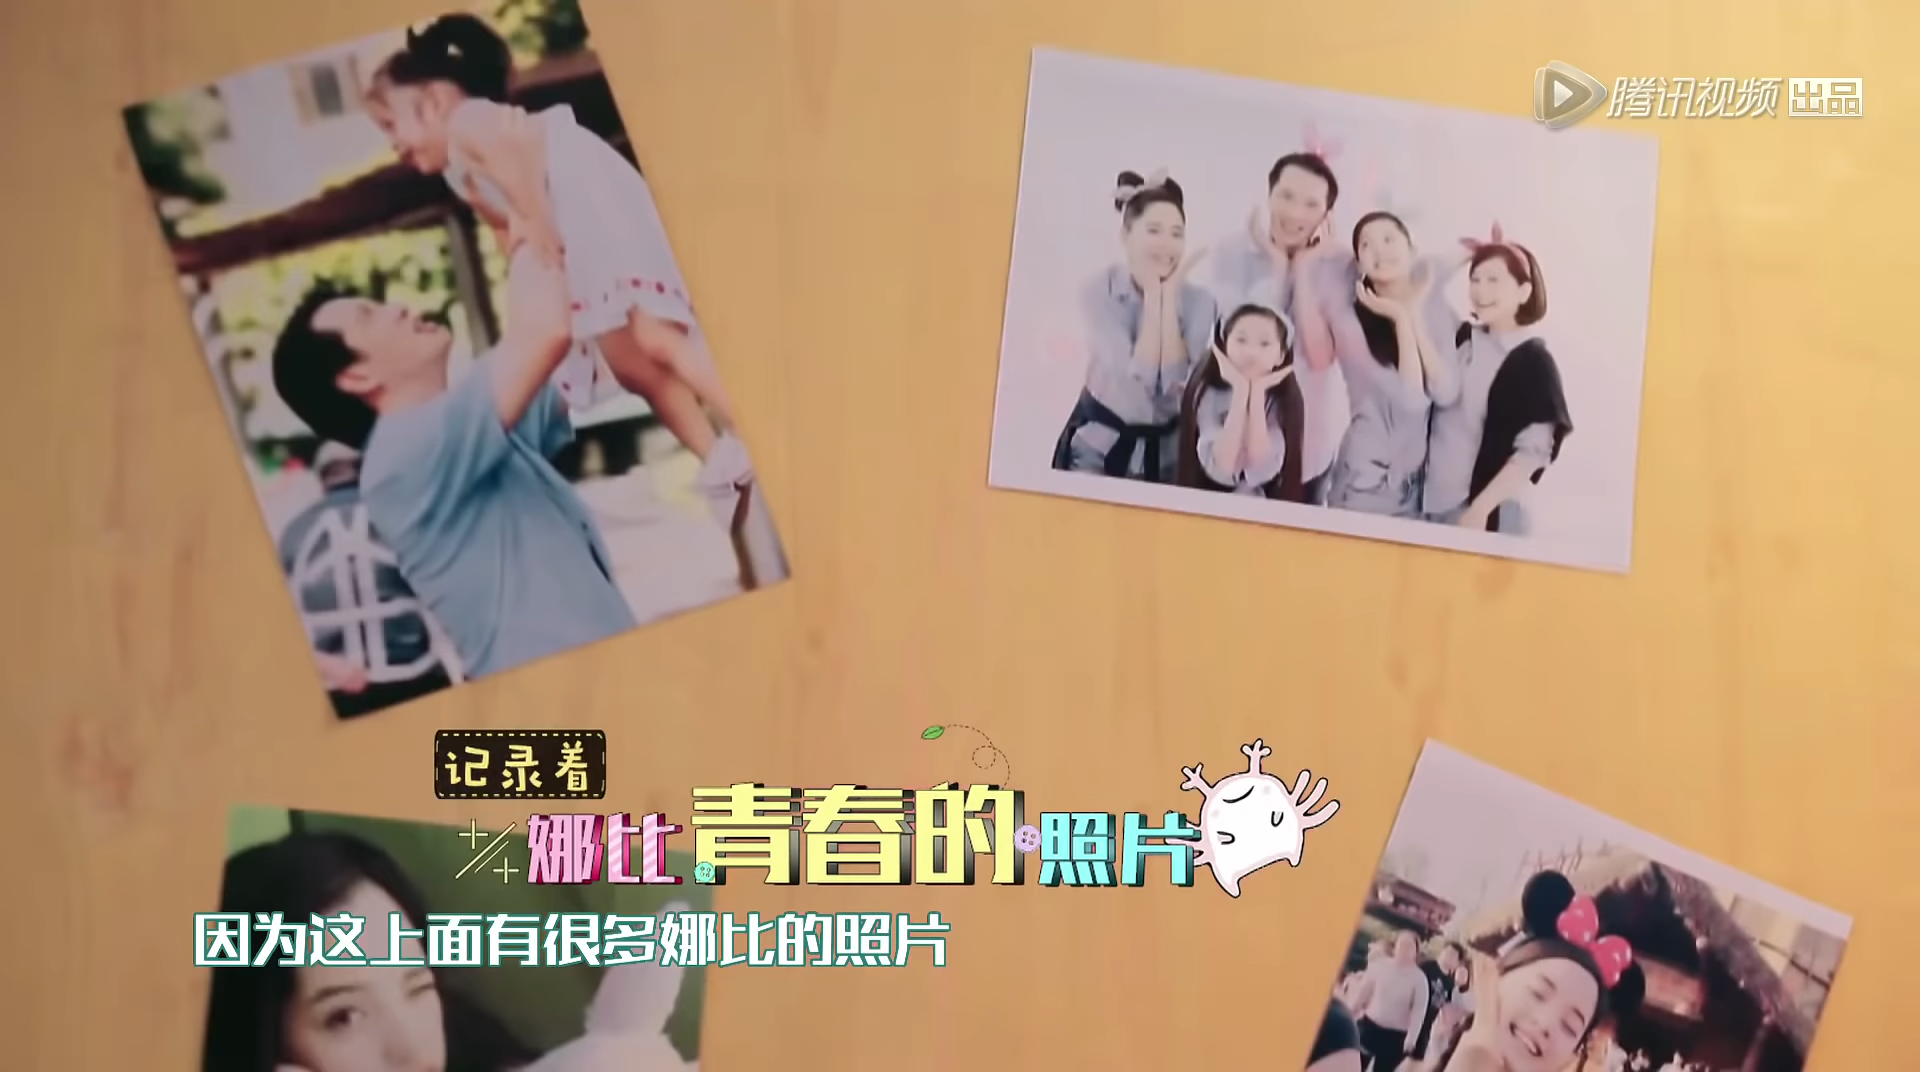 腾讯视频 出品
记录着
娜比青春的照片
因为这上面有很多娜比的照片